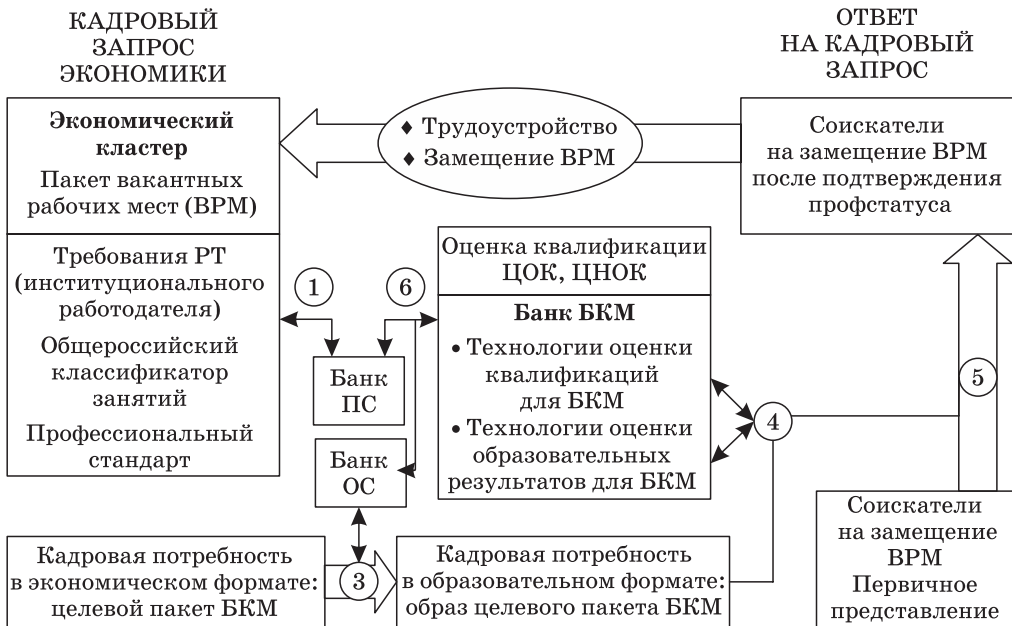 КАДРОВЫЙ
ЗАПРОС
ЭКОНОМИКИ
ОТВЕТ
НА КАДРОВЫЙ
ЗАПРОС
Экономический
кластер
Пакет вакантных
рабочих мест (ВРМ)
♦ Трудоустройство
♦ Замещение ВРМ
Соискатели
на замещение ВРМ
после подтверждения
профстатуса
Требования РТ
(институционального
работодателя)
Общероссийский
классификатор
занятий
Профессиональный
стандарт
1
6
Банк
ПС
Банк
ОС
Оценка квалификации
ЦОК, ЦНОК
Банк БКМ
• Технологии оценки
квалификаций
для БКМ
• Технологии оценки
образовательных
результатов для БКМ
4
5
Кадровая потребность
в экономическом формате:
целевой пакет БКМ
3
Кадровая потребность
в образовательном формате:
образ целевого пакета БКМ
Соискатели
на замещение
ВРМ
Первичное
представление